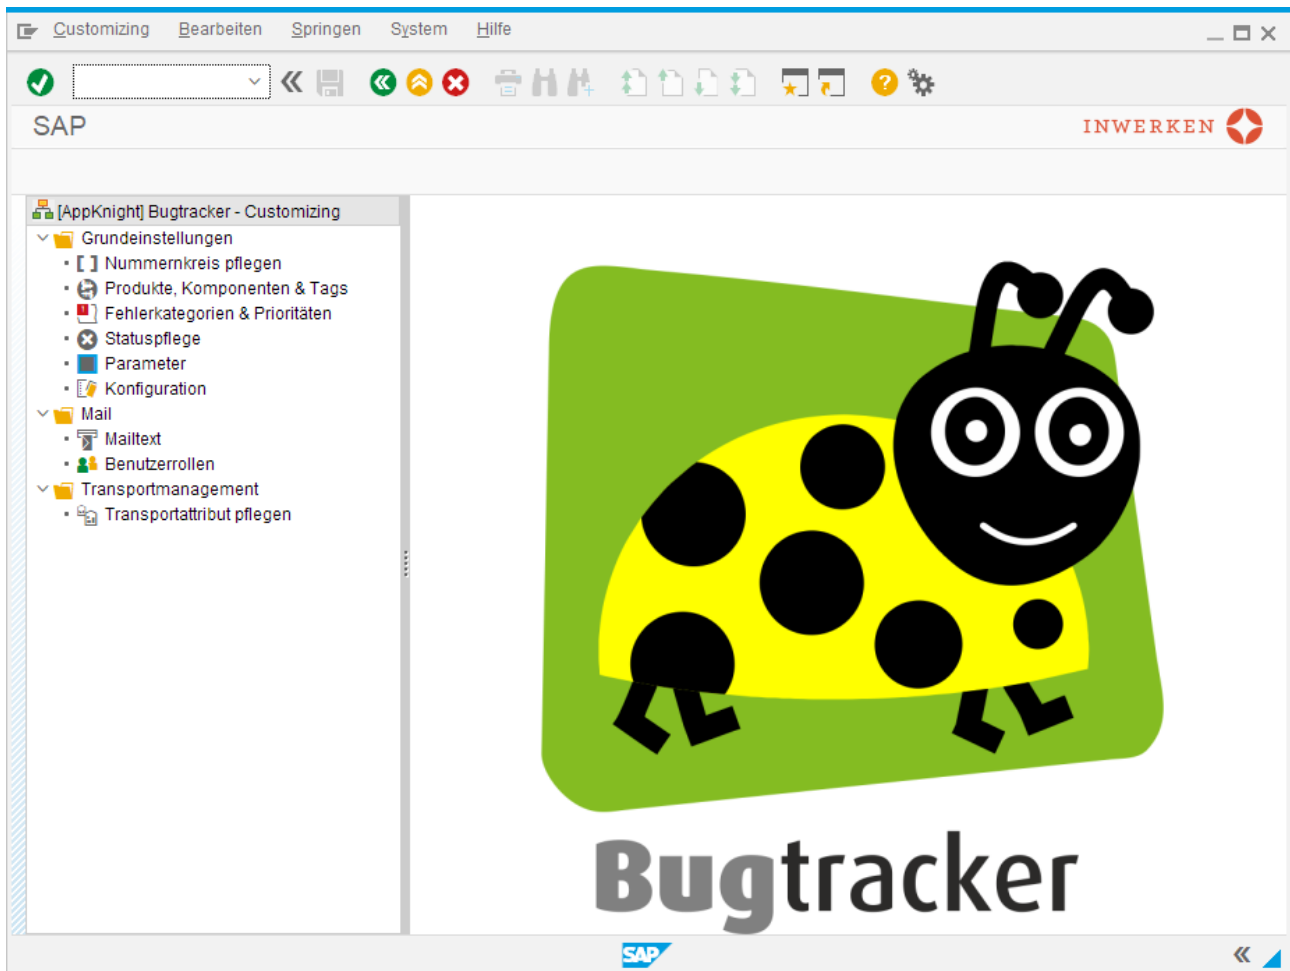 Customizing Bearbeiten Springen System Hilfe
SAP
INWERKEN
[AppKnight] Bugtracker - Customizing
Grundeinstellungen
Nummernkreis pflegen
Produkte, Komponenten & Tags
Fehlerkategorien & Prioritäten
Statuspflege
Parameter
Konfiguration
Mail
Mailtext
Benutzerrollen
Transportmanagement
Transportattribut pflegen
Bugtracker
SAP